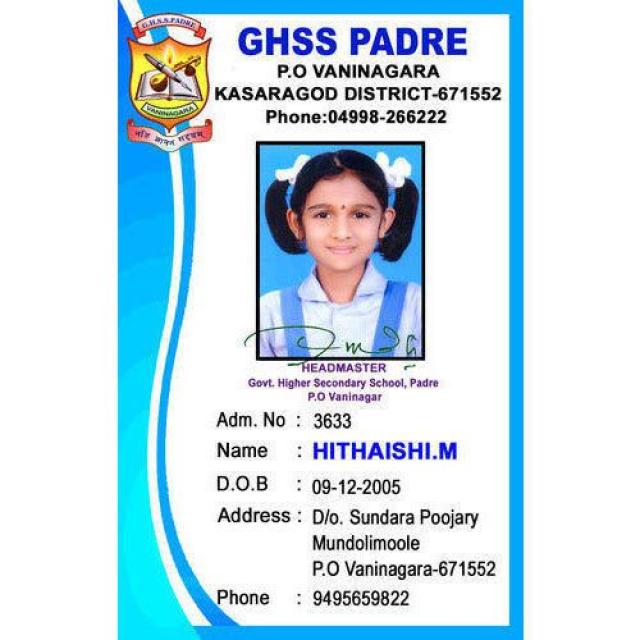 G.H.S.S.PADRE
VANINAGARA
GHSS PADRE
P.O VANINAGARA
KASARAGOD DISTRICT-671552
Phone:04998-266222
HEADMASTER
Govt. Higher Secondary School, Padre
P.O Vaninagar
Adm. No : 3633
Name : HITHAISHI.M
D.O.B : 09-12-2005
Address : D/o. Sundara Poojary
Mundolimoole
P.O Vaninagara-671552
Phone : 9495659822